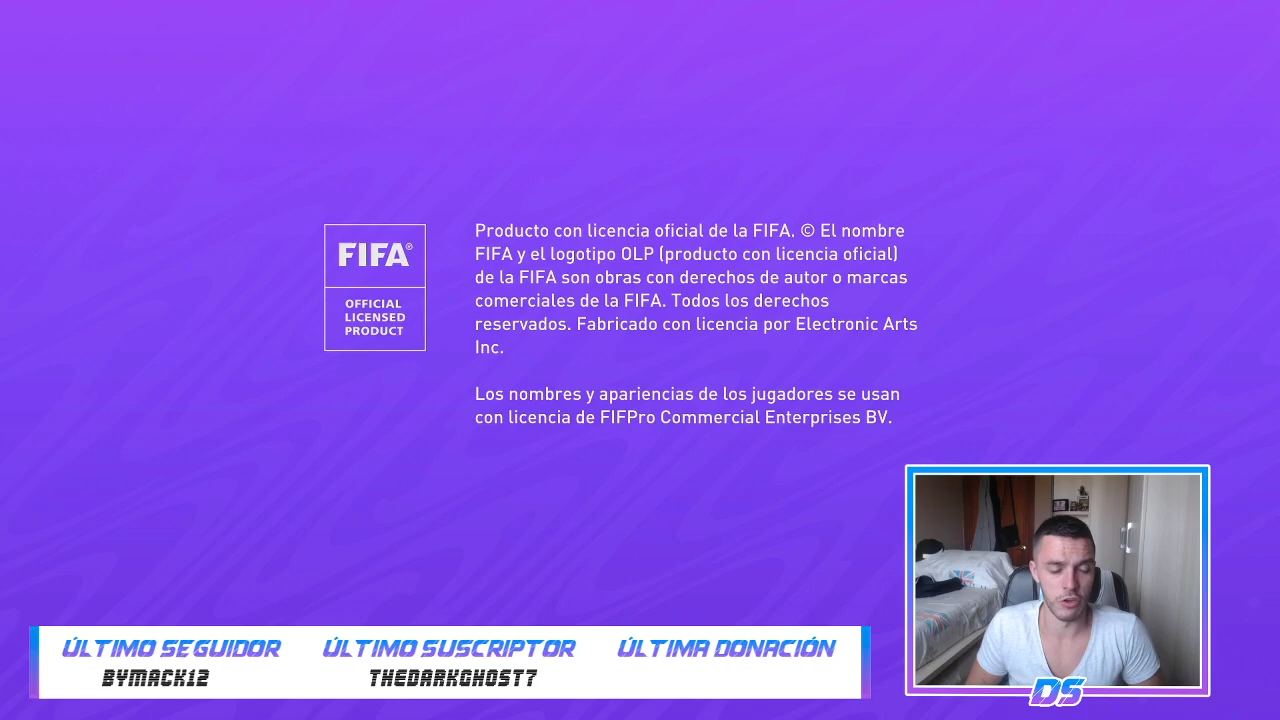 FIFA®
OFFICIAL
LICENSED
PRODUCT
Producto con licencia oficial de la FIFA. © El nombre
FIFA y el logotipo OLP (producto con licencia oficial)
de la FIFA son obras con derechos de autor o marcas
comerciales de la FIFA. Todos los derechos
reservados. Fabricado con licencia por Electronic Arts
Inc.
Los nombres y apariencias de los jugadores se usan
con licencia de FIFPro Commercial Enterprises BV.
ÚLTIMO SEGUIDOR
BYMACK12
ÚLTIMO SUSCRIPTOR
THEDARKGHOST7
ÚLTIMA DONACIÓN
DS